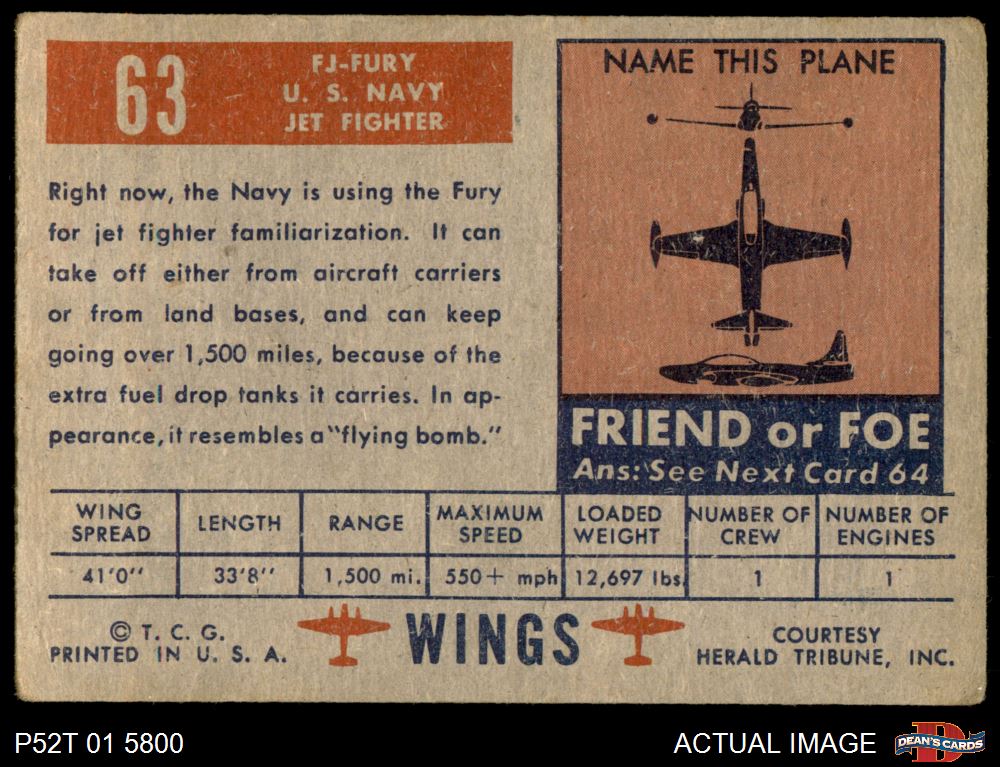 63
FJ-FURY
U. S. NAVY
JET FIGHTER
Right now, the Navy is using the Fury
for jet fighter familiarization. It can
take off either from aircraft carriers
or from land bases, and can keep
going over 1,500 miles, because of the
extra fuel drop tanks it carries. In ap-
pearance, it resembles a "flying bomb."
NAME THIS PLANE
FRIEND or FOE
Ans: See Next Card 64
WING SPREAD LENGTH RANGE MAXIMUM SPEED LOADED WEIGHT NUMBER OF CREW NUMBER OF ENGINES
41'0" 33'8" 1,500 mi. 550+ mph 12,697 lbs. 1 1
© T. C. G.
PRINTED IN U. S. A.
WINGS
COURTESY
HERALD TRIBUNE, INC.
P52T 01 5800
ACTUAL IMAGE
D
DEAN'S CARDS